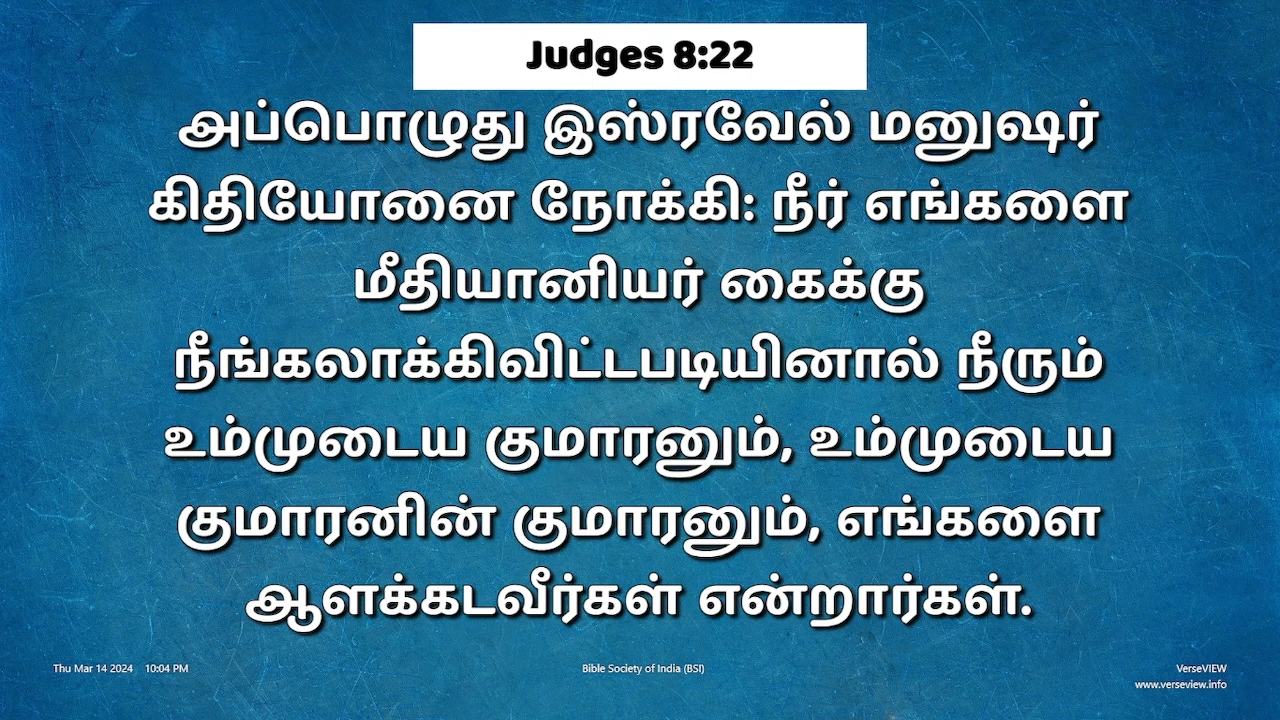 Judges 8:22
அப்பொழுது இஸ்ரவேல் மனுஷர்
கிதியோனை நோக்கி: நீர் எங்களை
மீதியானியர் கைக்கு
நீங்கலாக்கிவிட்டபடியினால் நீரும்
உம்முடைய குமாரனும், உம்முடைய
குமாரனின் குமாரனும், எங்களை
ஆளக்கடவீர்கள் என்றார்கள்.
Thu Mar 14 2024 10:04 PM
Bible Society of India (BSI)
VerseVIEW
www.verseview.info